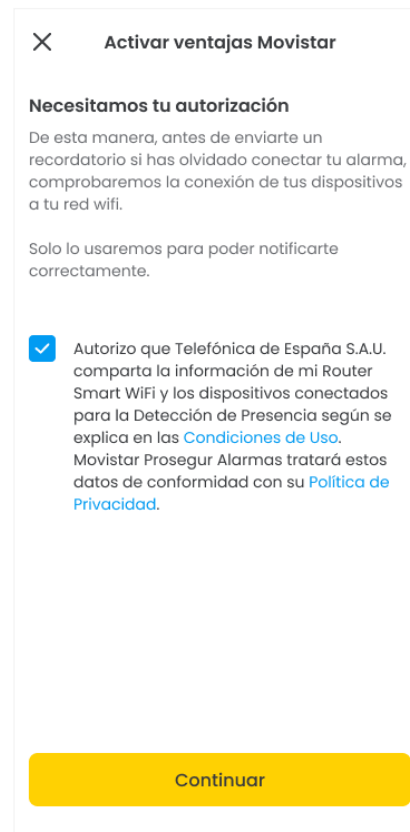 Activar ventajas Movistar
Necesitamos tu autorización
De esta manera, antes de enviarte un
recordatorio si has olvidado conectar tu alarma,
comprobaremos la conexión de tus dispositivos
a tu red wifi.
Solo lo usaremos para poder notificarte
correctamente.
Autorizo que Telefónica de España S.A.U.
comparta la información de mi Router
Smart WiFi y los dispositivos conectados
para la Detección de Presencia según se
explica en las Condiciones de Uso.
Movistar Prosegur Alarmas tratará estos
datos de conformidad con su Política de
Privacidad.
Continuar